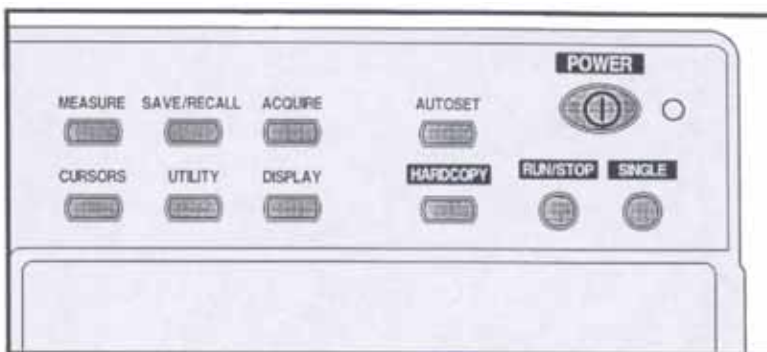 POWER
MEASURE SAVE/RECALL ACQUIRE AUTOSET
CURSORS UTILITY DISPLAY HARDCOPY RUN/STOP SINGLE